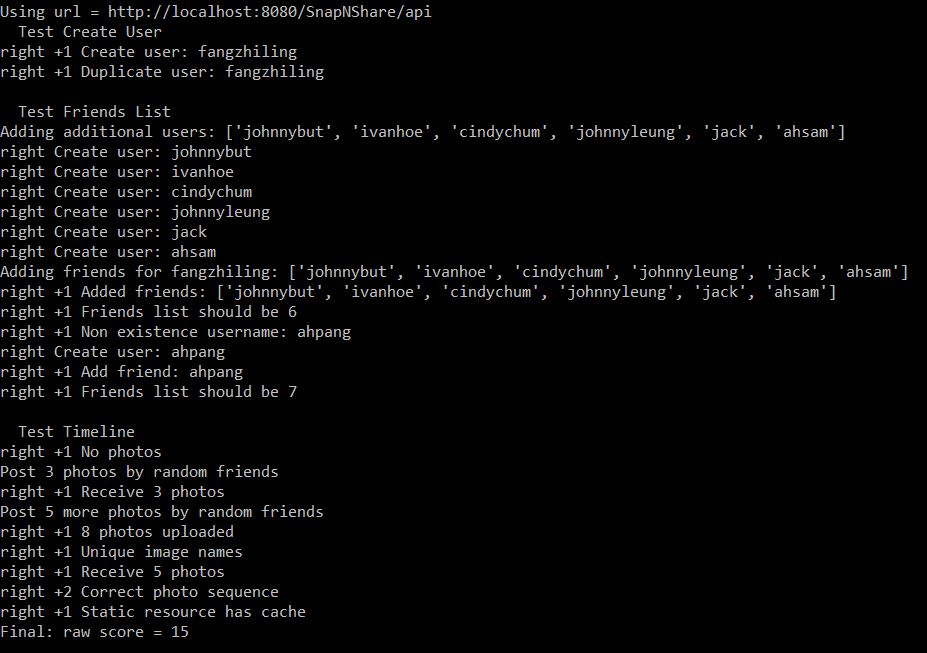 Using url = http://localhost:8080/SnapNShare/api
Test Create User
right +1 Create user: fangzhiling
right +1 Duplicate user: fangzhiling
Test Friends List
Adding additional users: ['johnnybut', 'ivanhoe', 'cindychum', 'johnnyleung', 'jack', 'ahsam']
right Create user: johnnybut
right Create user: ivanhoe
right Create user: cindychum
right Create user: johnnyleung
right Create user: jack
right Create user: ahsam
Adding friends for fangzhiling: ['johnnybut', 'ivanhoe', 'cindychum', 'johnnyleung', 'jack', 'ahsam']
right +1 Added friends: ['johnnybut', 'ivanhoe', 'cindychum', 'johnnyleung', 'jack', 'ahsam']
right +1 Friends list should be 6
right +1 Non existence username: ahpang
right Create user: ahpang
right +1 Add friend: ahpang
right +1 Friends list should be 7
Test Timeline
right +1 No photos
Post 3 photos by random friends
right +1 Receive 3 photos
Post 5 more photos by random friends
right +1 8 photos uploaded
right +1 Unique image names
right +1 Receive 5 photos
right +2 Correct photo sequence
right +1 Static resource has cache
Final: raw score = 15